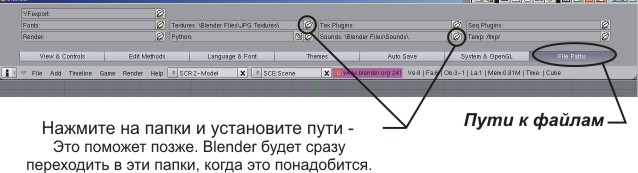 YFexport:
Fonts: Textures: \Blender Files\JPG Textures\ Tex Plugins: Seq Plugins:
Render: Python: Sounds: \Blender Files\Sounds\ Temp: /tmp/
View & Controls Edit Methods Language & Font Themes Auto Save System & OpenGL File Paths
File Add Timeline Game Render Help SCR:2-Model X SCE:Scene X www.blender.org 241 Ve:8 | Fa:6 | Ob:3-1 | La:1 | Mem:0.81M | Time: | Cube
Нажмите на папки и установите пути -
Пути к файлам
Это поможет позже. Blender будет сразу
переходить в эти папки, когда это понадобится.